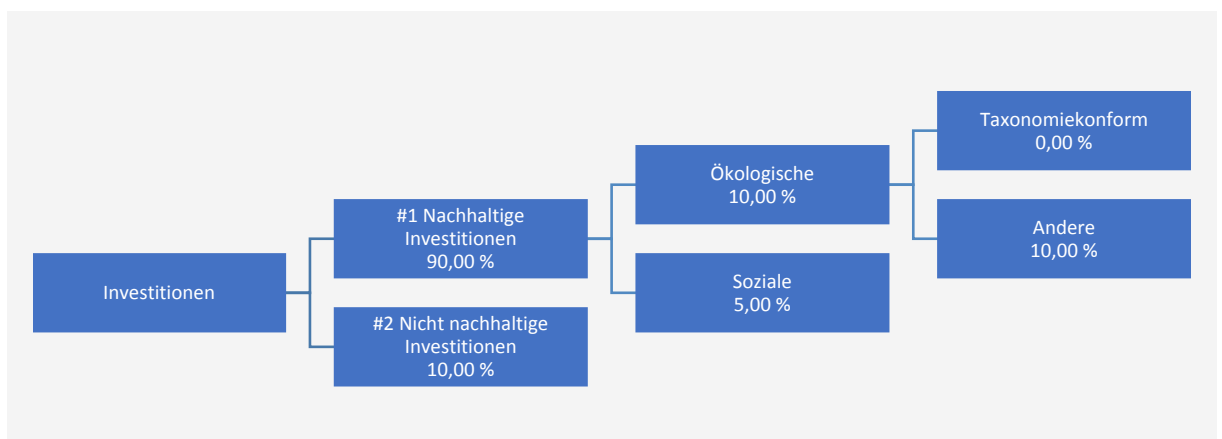 Investitionen
#1 Nachhaltige
Investitionen
90,00 %
#2 Nicht nachhaltige
Investitionen
10,00 %
Ökologische
10,00 %
Soziale
5,00 %
Taxonomiekonform
0,00 %
Andere
10,00 %